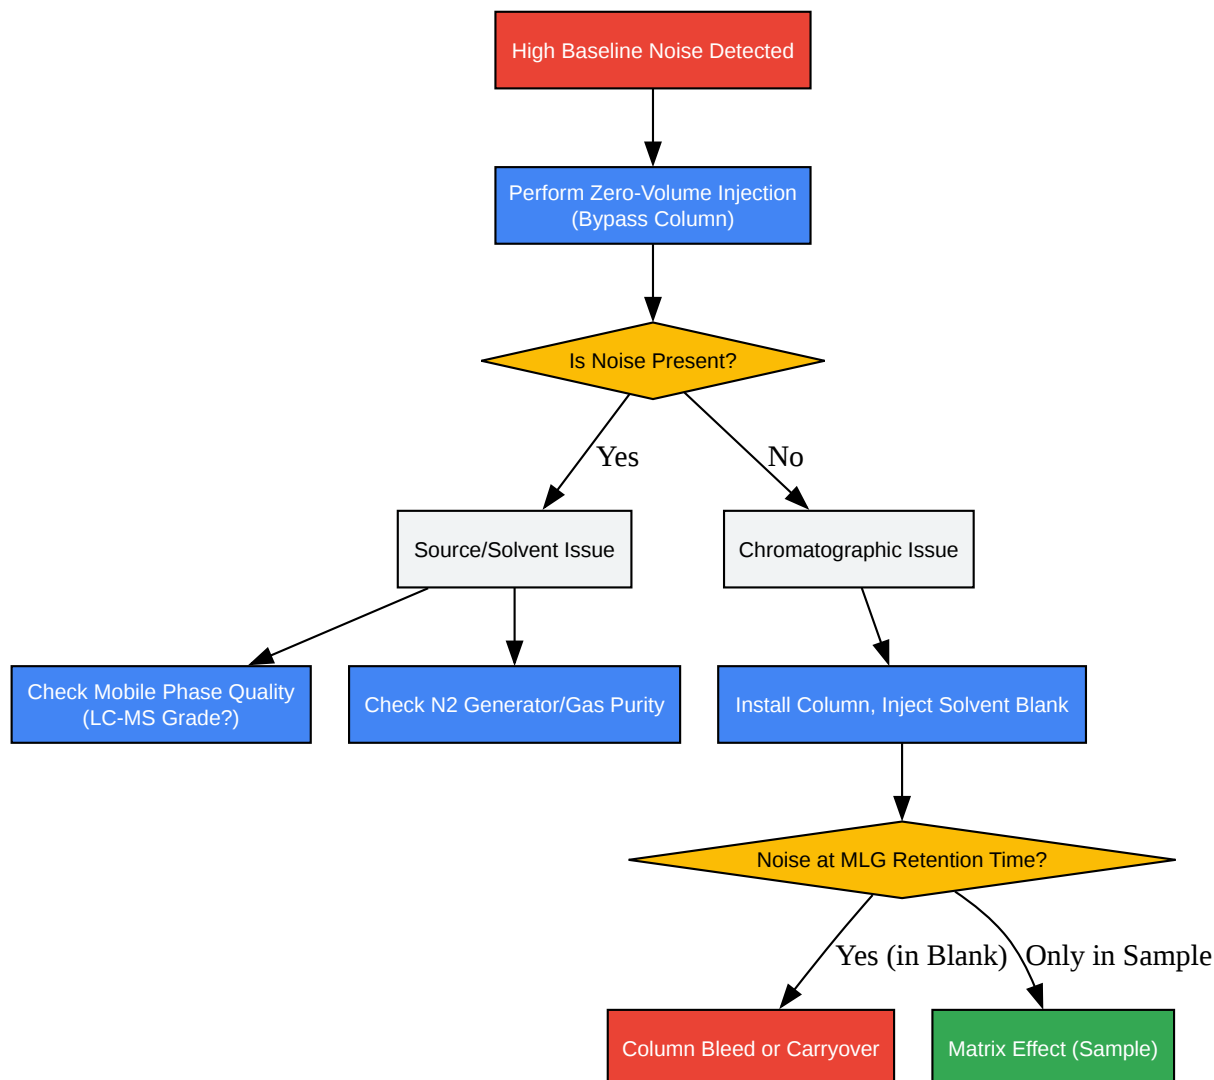 High Baseline Noise Detected
Perform Zero-Volume Injection
(Bypass Column)
Is Noise Present?
Yes
No
Source/Solvent Issue
Chromatographic Issue
Check Mobile Phase Quality
(LC-MS Grade?)
Check N2 Generator/Gas Purity
Install Column, Inject Solvent Blank
Noise at MLG Retention Time?
Yes (in Blank)
Only in Sample
Column Bleed or Carryover
Matrix Effect (Sample)